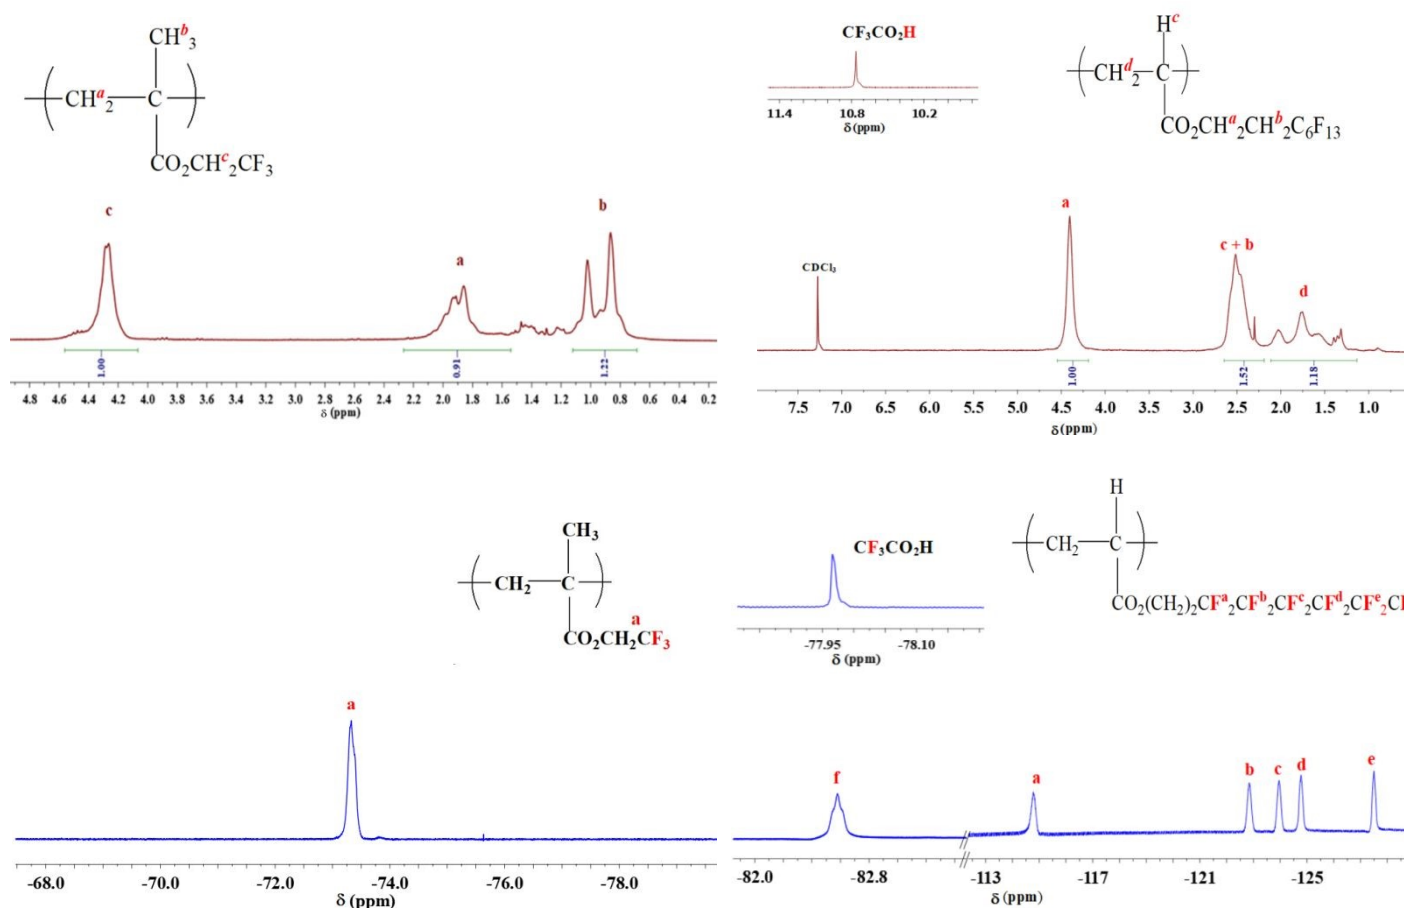 CHᵇ₃
CHᵃ₂
C
CO₂CHᶜ₂CF₃
c
a
b
1.00
0.91
1.22
4.8 4.6 4.4 4.2 4.0 3.8 3.6 3.4 3.2 3.0 2.8 2.6 2.4 2.2 2.0 1.8 1.6 1.4 1.2 1.0 0.8 0.6 0.4 0.2
δ (ppm)
CF₃CO₂H
11.4 10.8 10.2
δ (ppm)
Hᶜ
CHᵈ₂
C
CO₂CHᵃ₂CHᵇ₂C₆F₁₃
a
c + b
CDCl₃
d
1.00
1.52
1.18
7.5 7.0 6.5 6.0 5.5 5.0 4.5 4.0 3.5 3.0 2.5 2.0 1.5 1.0
δ (ppm)
CH₃
CH₂
C
a
CO₂CH₂CF₃
a
-68.0 -70.0 -72.0 -74.0 -76.0 -78.0
δ (ppm)
CF₃CO₂H
-77.95 -78.10
δ (ppm)
H
CH₂
C
CO₂(CH₂)₂CFᵃ₂CFᵇ₂CFᶜ₂CFᵈ₂CFᵉ₂C
f
a
b
c
d
e
-82.0 -82.8 -113 -117 -121 -125
δ (ppm)